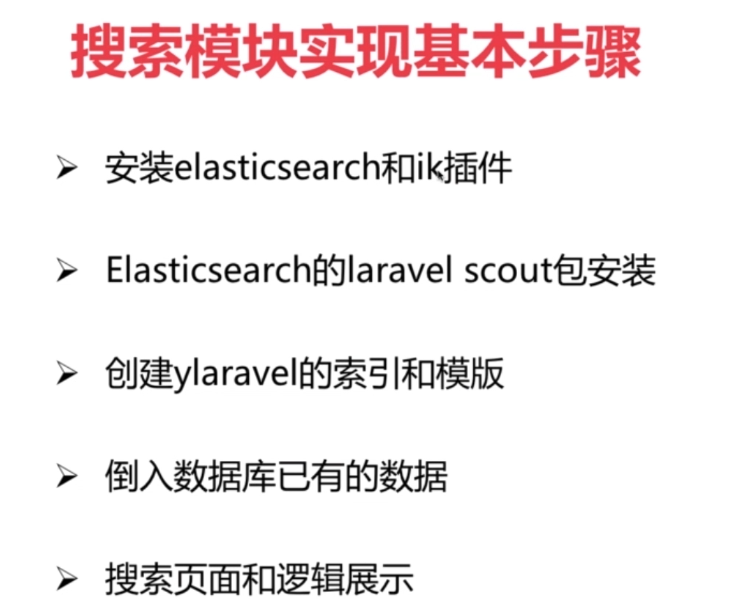 搜索模块实现基本步骤
安装elasticsearch和ik插件
Elasticsearch的laravel scout包安装
创建ylaravel的索引和模版
倒入数据库已有的数据
搜索页面和逻辑展示